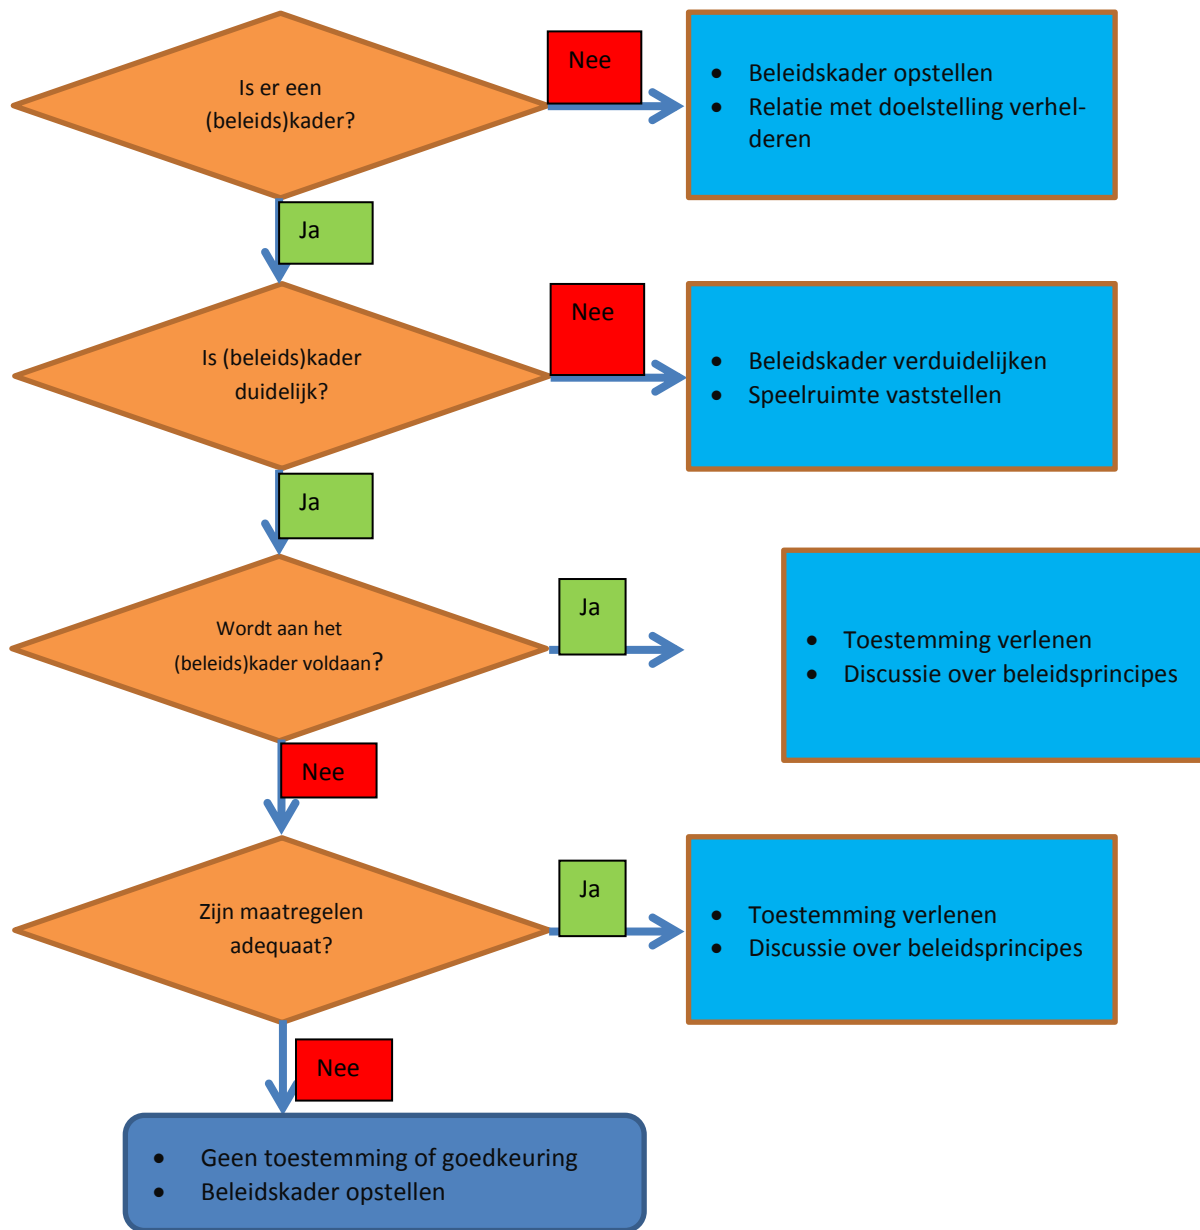 Is er een
(beleids)kader?
Nee
• Beleidskader opstellen
• Relatie met doelstelling verhel-
deren
Ja
Is (beleids)kader
duidelijk?
Nee
• Beleidskader verduidelijken
• Speelruimte vaststellen
Ja
Wordt aan het
(beleids)kader voldaan?
Ja
• Toestemming verlenen
• Discussie over beleidsprincipes
Nee
Zijn maatregelen
adequaat?
Ja
• Toestemming verlenen
• Discussie over beleidsprincipes
Nee
• Geen toestemming of goedkeuring
• Beleidskader opstellen